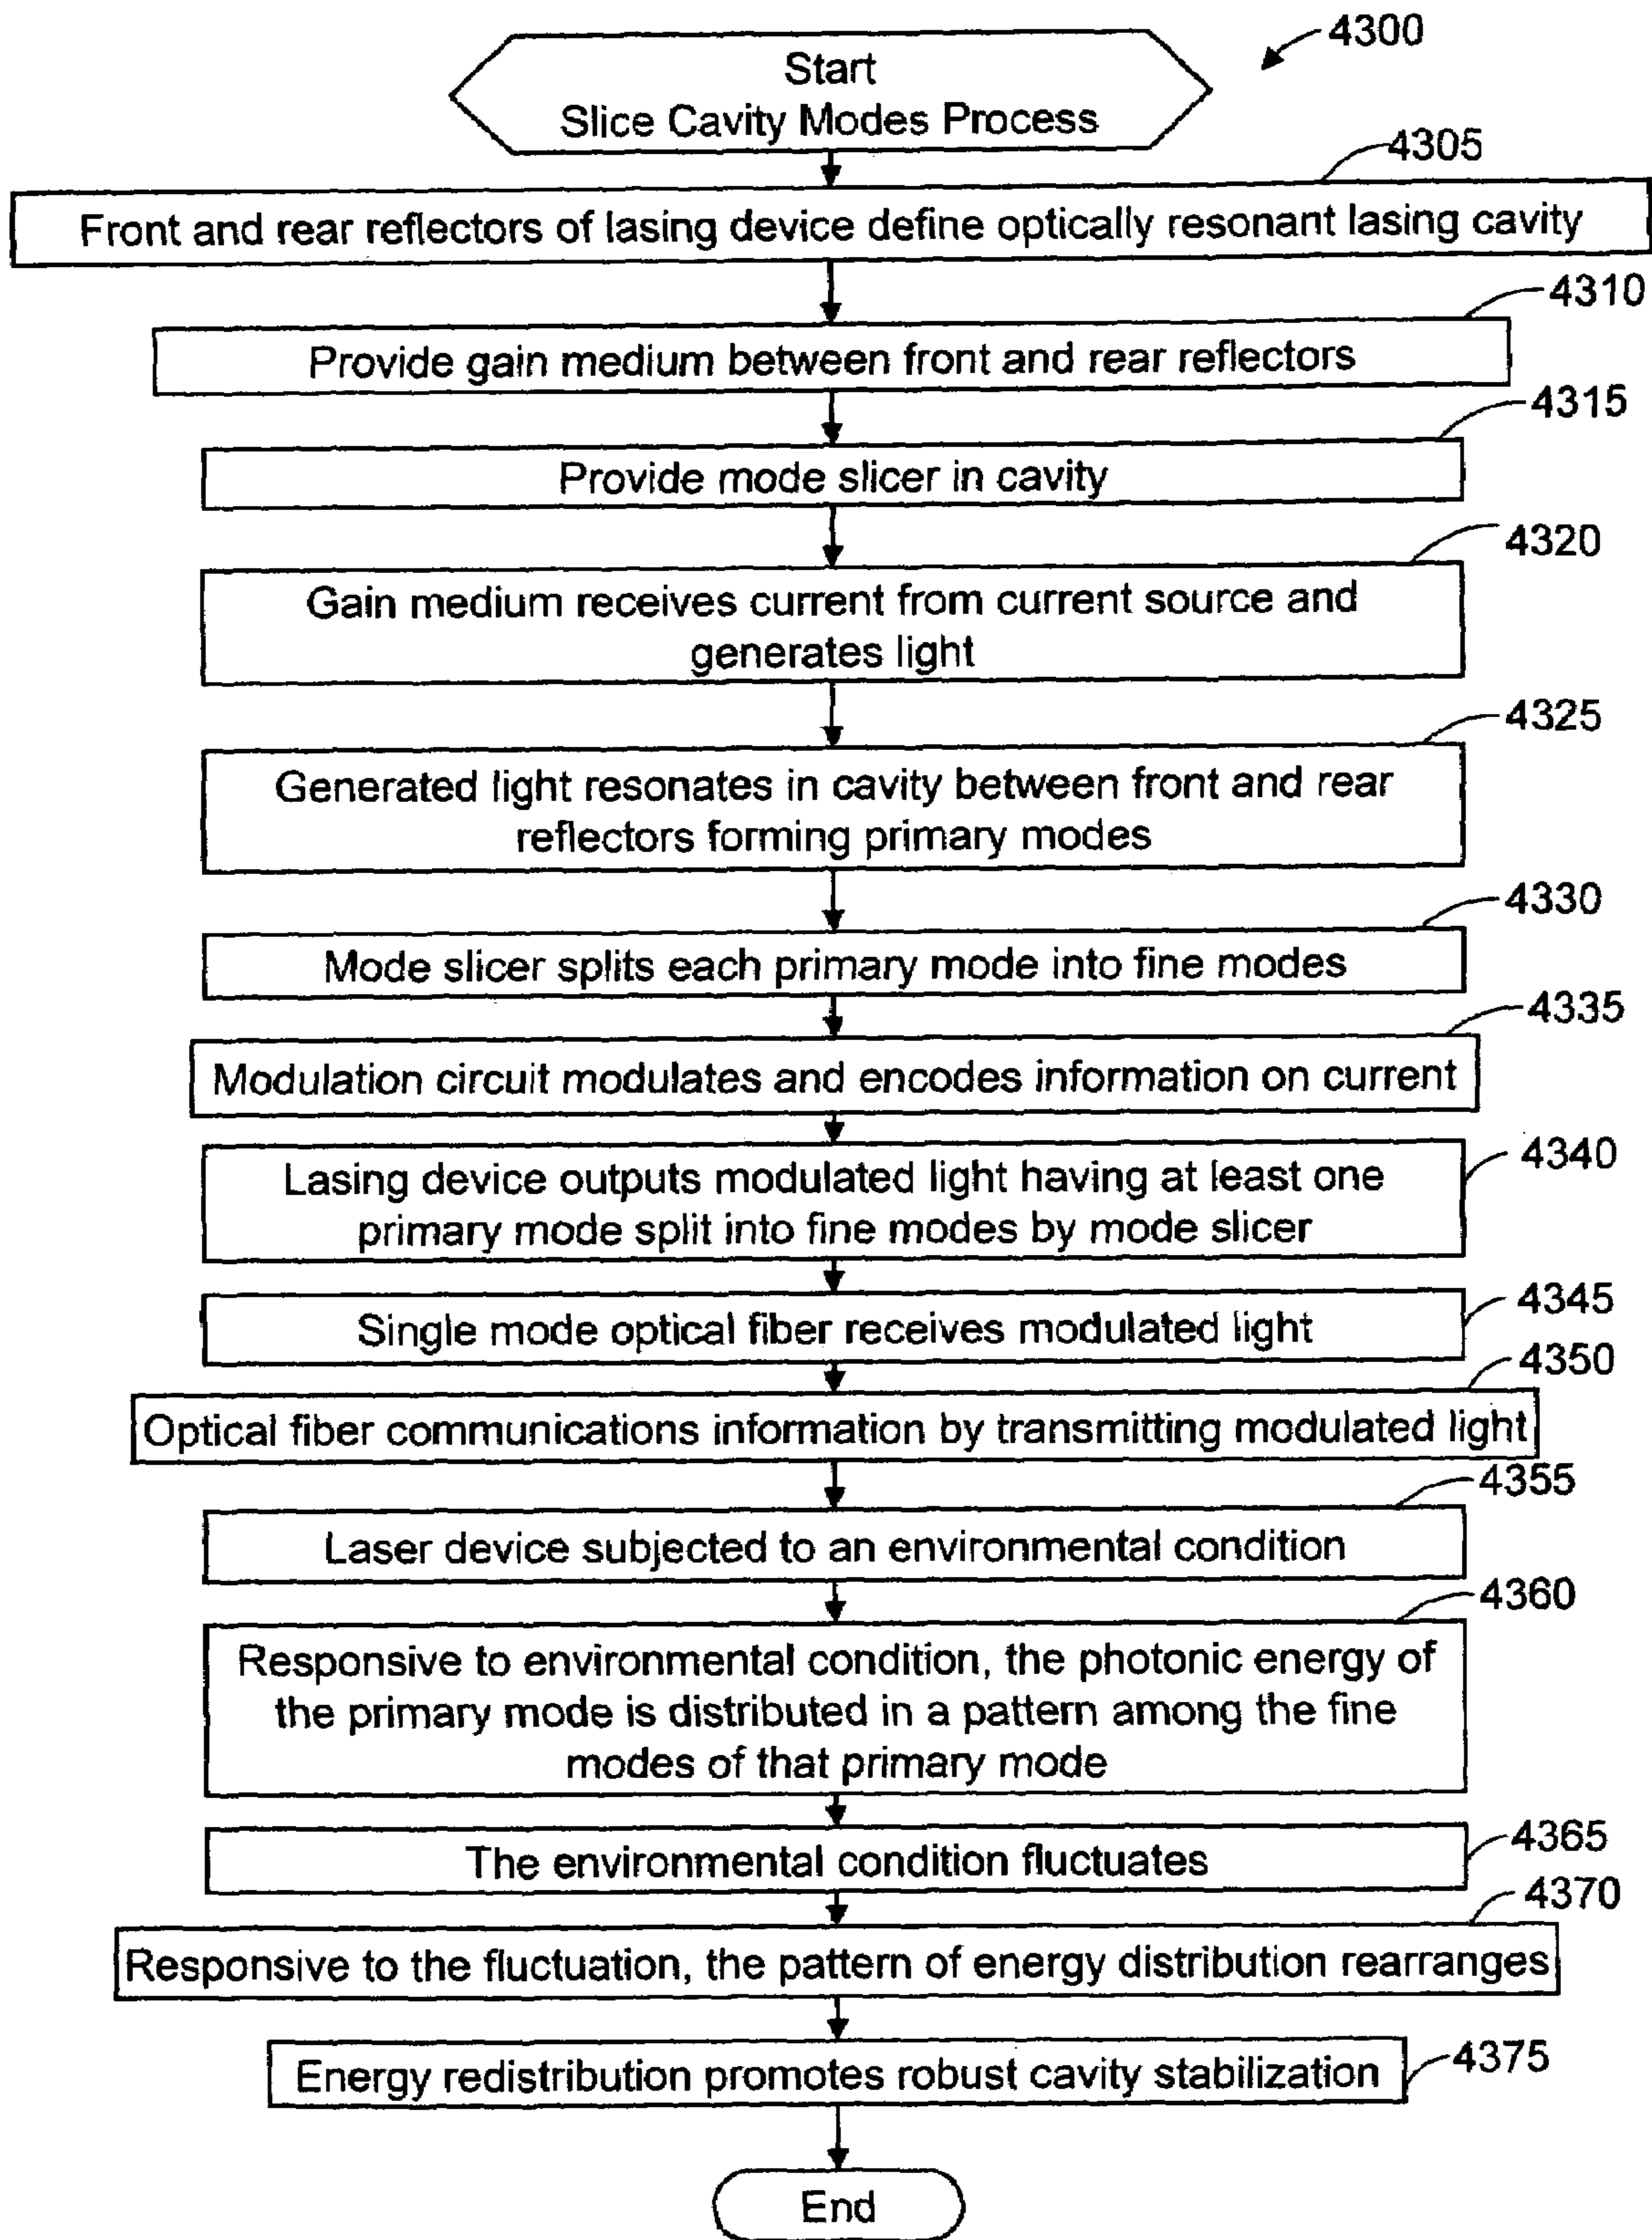 4300
Start
Slice Cavity Modes Process
4305
Front and rear reflectors of lasing device define optically resonant lasing cavity
4310
Provide gain medium between front and rear reflectors
4315
Provide mode slicer in cavity
4320
Gain medium receives current from current source and
generates light
4325
Generated light resonates in cavity between front and rear
reflectors forming primary modes
4330
Mode slicer splits each primary mode into fine modes
4335
Modulation circuit modulates and encodes information on current
4340
Lasing device outputs modulated light having at least one
primary mode split into fine modes by mode slicer
4345
Single mode optical fiber receives modulated light
4350
Optical fiber communications information by transmitting modulated light
4355
Laser device subjected to an environmental condition
4360
Responsive to environmental condition, the photonic energy of
the primary mode is distributed in a pattern among the fine
modes of that primary mode
4365
The environmental condition fluctuates
4370
Responsive to the fluctuation, the pattern of energy distribution rearranges
4375
Energy redistribution promotes robust cavity stabilization
End